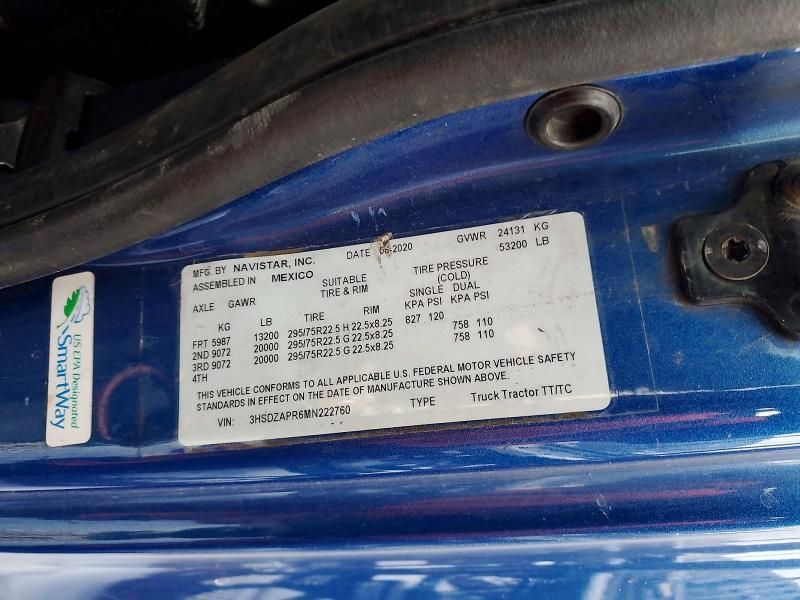 MFG. BY NAVISTAR, INC. DATE 06-2020 GVWR 24131 KG
ASSEMBLED IN MEXICO 53200 LB
SUITABLE TIRE PRESSURE
AXLE GAWR TIRE & RIM (COLD)
SINGLE DUAL
KG LB TIRE RIM KPA PSI KPA PSI
FRT 5987 13200 295/75R22.5 H 22.5x8.25 827 120
2ND 9072 20000 295/75R22.5 G 22.5x8.25 758 110
3RD 9072 20000 295/75R22.5 G 22.5x8.25 758 110
4TH
THIS VEHICLE CONFORMS TO ALL APPLICABLE U.S. FEDERAL MOTOR VEHICLE SAFETY
STANDARDS IN EFFECT ON THE DATE OF MANUFACTURE SHOWN ABOVE.
VIN: 3HSDZAPR6MN222760 TYPE Truck Tractor TT/TC
US EPA Designated
SmartWay